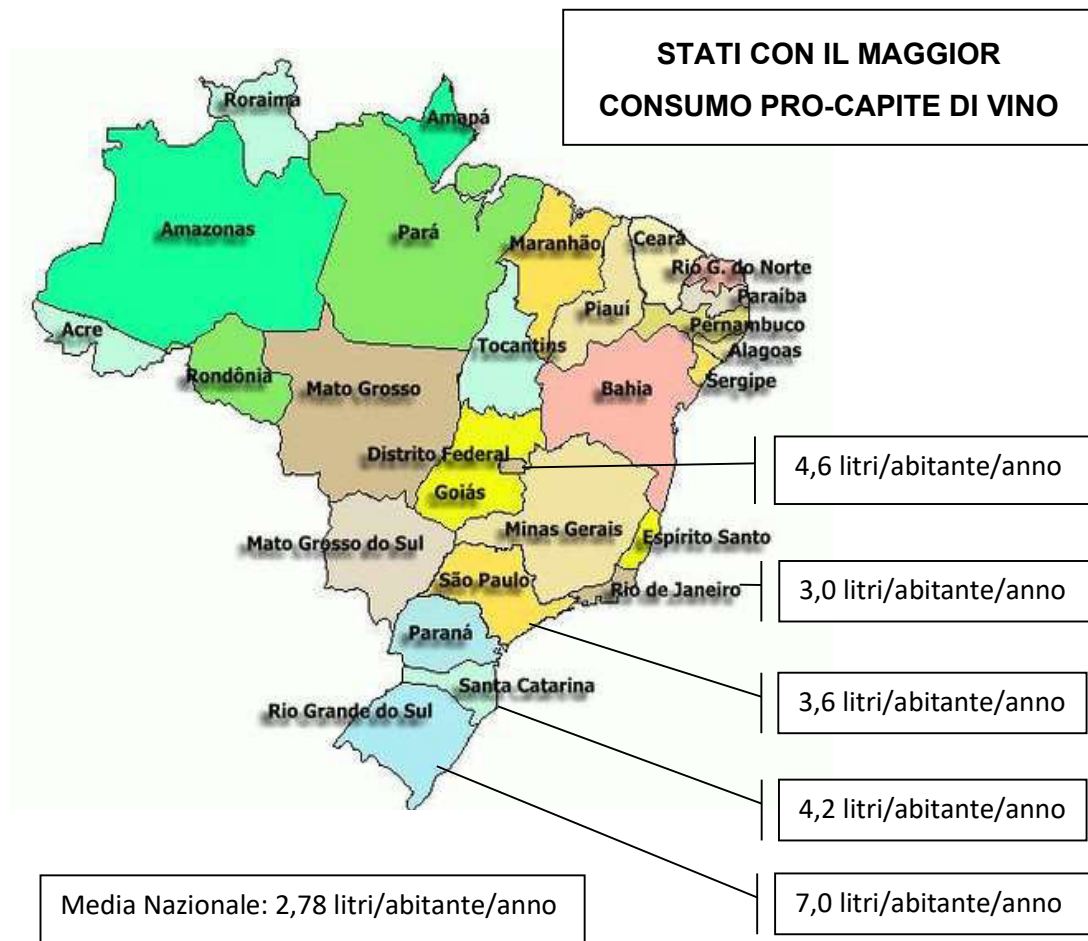 STATI CON IL MAGGIOR
CONSUMO PRO-CAPITE DI VINO
Roraima
Amapá
Amazonas
Pará
Maranhão
Ceará
Rio G. do Norte
Paraíba
Piauí
Pernambuco
Acre
Tocantins
Alagoas
Rondônia
Mato Grosso
Bahia
Sergipe
Distrito Federal
4,6 litri/abitante/anno
Goiás
Minas Gerais
Espírito Santo
Mato Grosso do Sul
São Paulo
Rio de Janeiro
3,0 litri/abitante/anno
Paraná
Santa Catarina
3,6 litri/abitante/anno
Rio Grande do Sul
4,2 litri/abitante/anno
7,0 litri/abitante/anno
Media Nazionale: 2,78 litri/abitante/anno